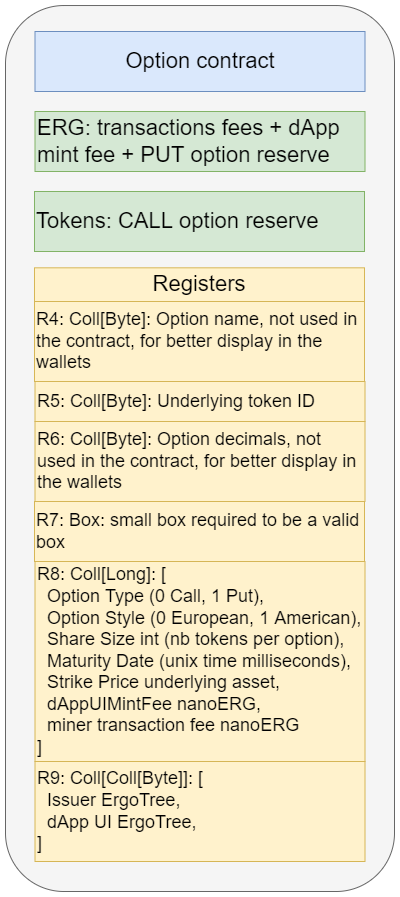 Option contract
ERG: transactions fees + dApp
mint fee + PUT option reserve
Tokens: CALL option reserve
Registers
R4: Coll[Byte]: Option name, not used in
the contract, for better display in the
wallets
R5: Coll[Byte]: Underlying token ID
R6: Coll[Byte]: Option decimals, not
used in the contract, for better display in
the wallets
R7: Box: small box required to be a valid
box
R8: Coll[Long]: [
Option Type (0 Call, 1 Put),
Option Style (0 European, 1 American),
Share Size int (nb tokens per option),
Maturity Date (unix time milliseconds),
Strike Price underlying asset,
dAppUIMintFee nanoERG,
miner transaction fee nanoERG
]
R9: Coll[Coll[Byte]]: [
Issuer ErgoTree,
dApp UI ErgoTree,
]